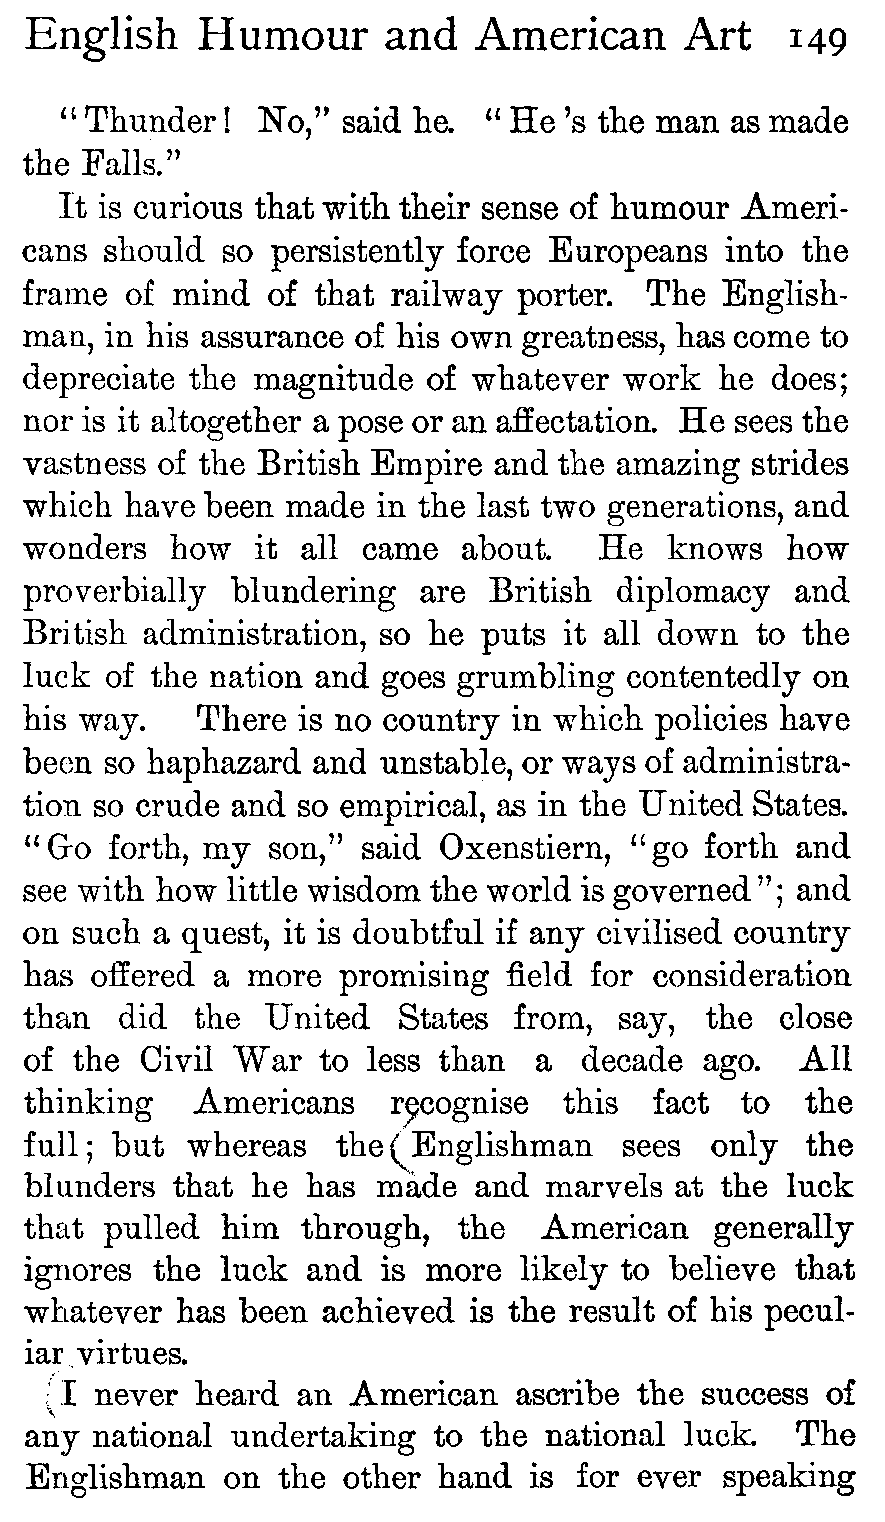 English Humour and American Art 149
"Thunder! No," said he. "He's the man as made
the Falls."
It is curious that with their sense of humour Ameri-
cans should so persistently force Europeans into the
frame of mind of that railway porter. The English-
man, in his assurance of his own greatness, has come to
depreciate the magnitude of whatever work he does;
nor is it altogether a pose or an affectation. He sees the
vastness of the British Empire and the amazing strides
which have been made in the last two generations, and
wonders how it all came about. He knows how
proverbially blundering are British diplomacy and
British administration, so he puts it all down to the
luck of the nation and goes grumbling contentedly on
his way. There is no country in which policies have
been so haphazard and unstable, or ways of administra-
tion so crude and so empirical, as in the United States.
"Go forth, my son," said Oxenstiern, "go forth and
see with how little wisdom the world is governed"; and
on such a quest, it is doubtful if any civilised country
has offered a more promising field for consideration
than did the United States from, say, the close
of the Civil War to less than a decade ago. All
thinking Americans recognise this fact to the
full; but whereas the Englishman sees only the
blunders that he has made and marvels at the luck
that pulled him through, the American generally
ignores the luck and is more likely to believe that
whatever has been achieved is the result of his pecul-
iar virtues.
I never heard an American ascribe the success of
any national undertaking to the national luck. The
Englishman on the other hand is for ever speaking